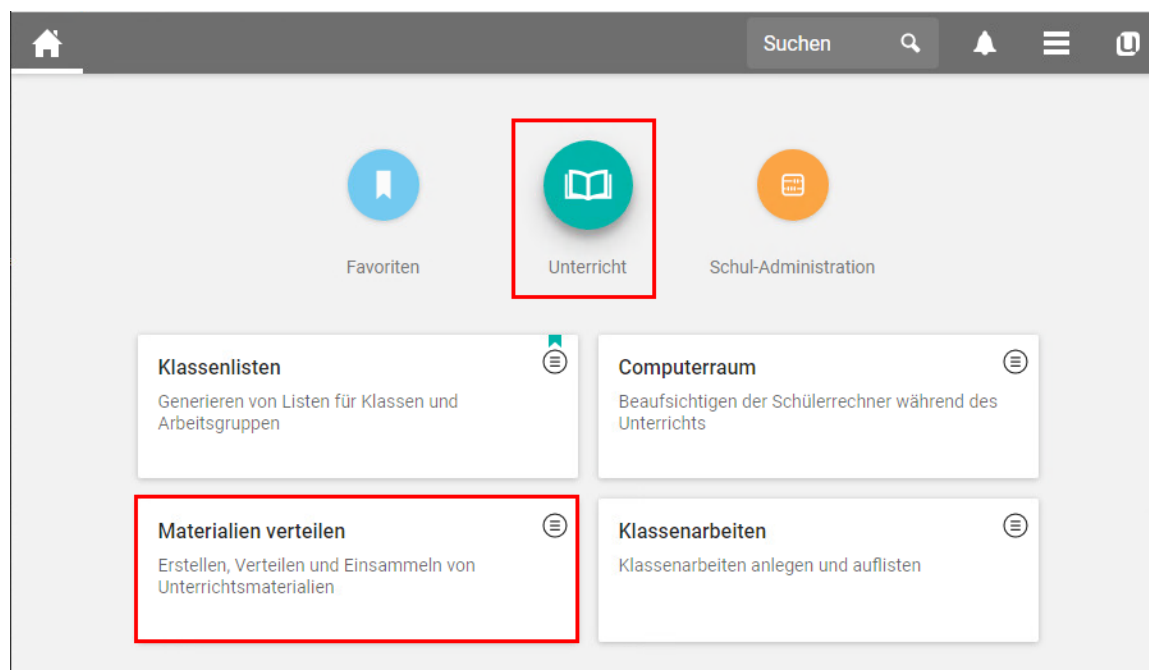 Suchen
Favoriten
Unterricht
Schul-Administration
Klassenlisten
Generieren von Listen für Klassen und
Arbeitsgruppen
Computerraum
Beaufsichtigen der Schülerrechner während des
Unterrichts
Materialien verteilen
Erstellen, Verteilen und Einsammeln von
Unterrichtsmaterialien
Klassenarbeiten
Klassenarbeiten anlegen und auflisten